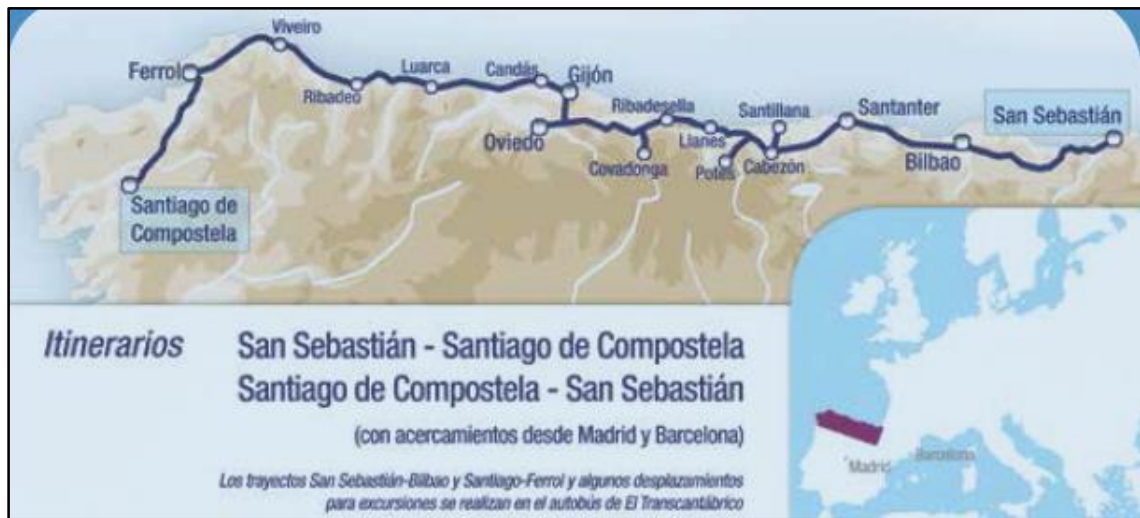 Viveiro
Ferrol
Ribadeo
Luarca
Candás
Gijón
Oviedo
Ribadesella
Covadonga
Llanes
Potes
Santillana
Cabezón
Santanter
Bilbao
San Sebastián
Santiago de
Compostela
Itinerarios
San Sebastián - Santiago de Compostela
Santiago de Compostela - San Sebastián
(con acercamientos desde Madrid y Barcelona)
Los trayectos San Sebastián-Bilbao y Santiago-Ferrol y algunos desplazamientos
para excursiones se realizan en el autobús de El Transcantábrico
Madrid
Barcelona